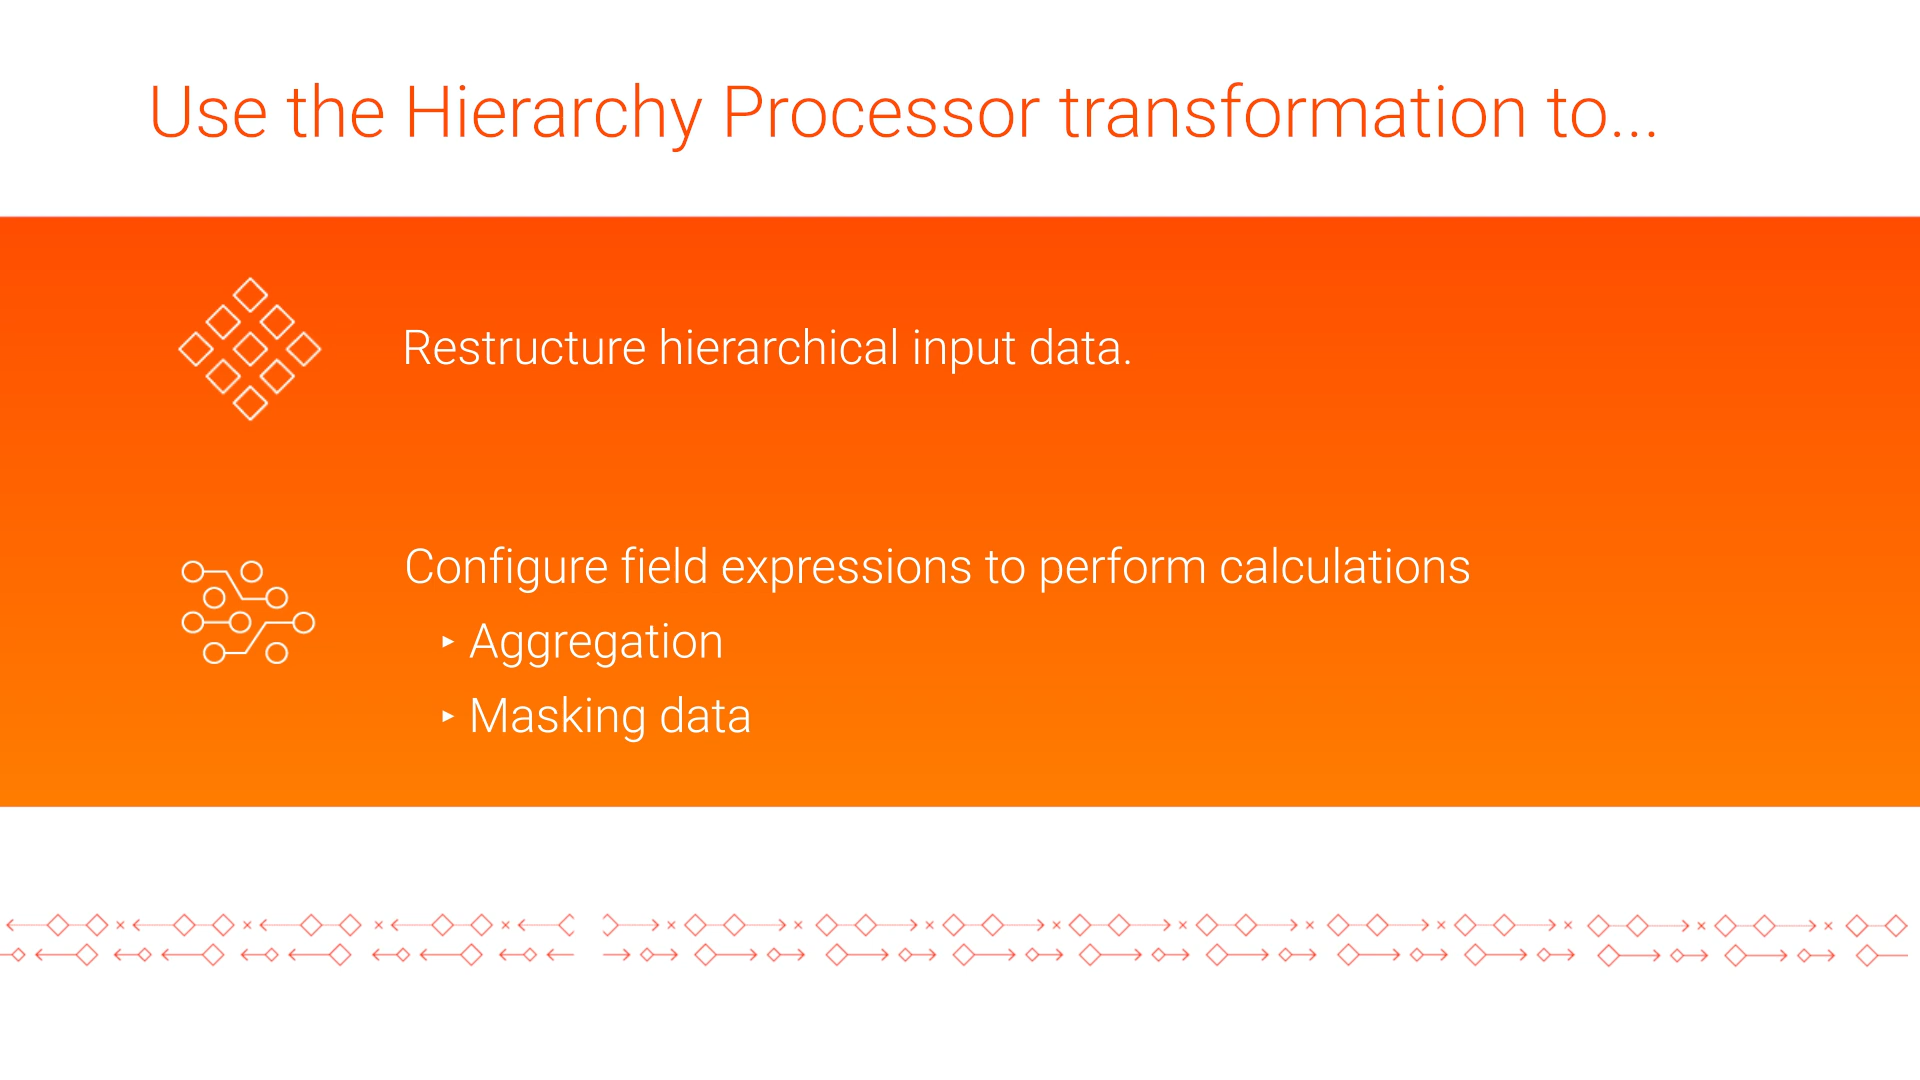 Use the Hierarchy Processor transformation to...
Restructure hierarchical input data.
Configure field expressions to perform calculations
‣ Aggregation
‣ Masking data